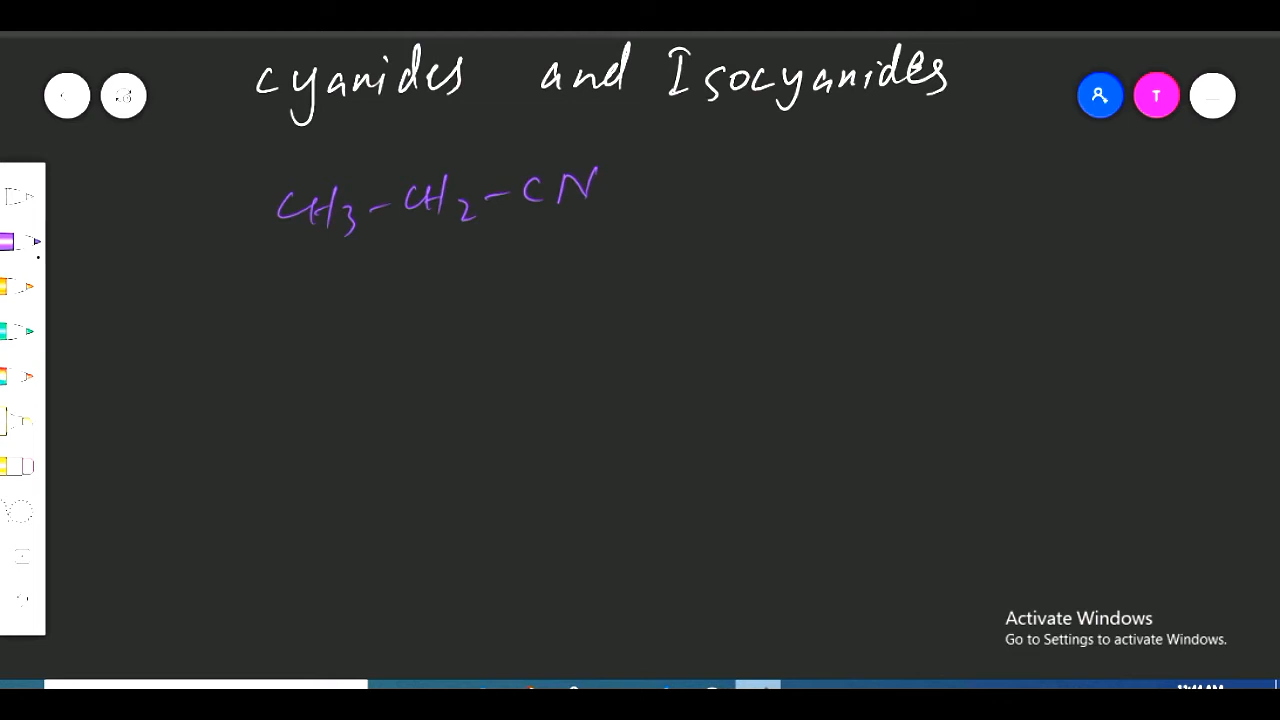 cyanides and Isocyanides
T
CH3-CH2-CN
Activate Windows
Go to Settings to activate Windows.